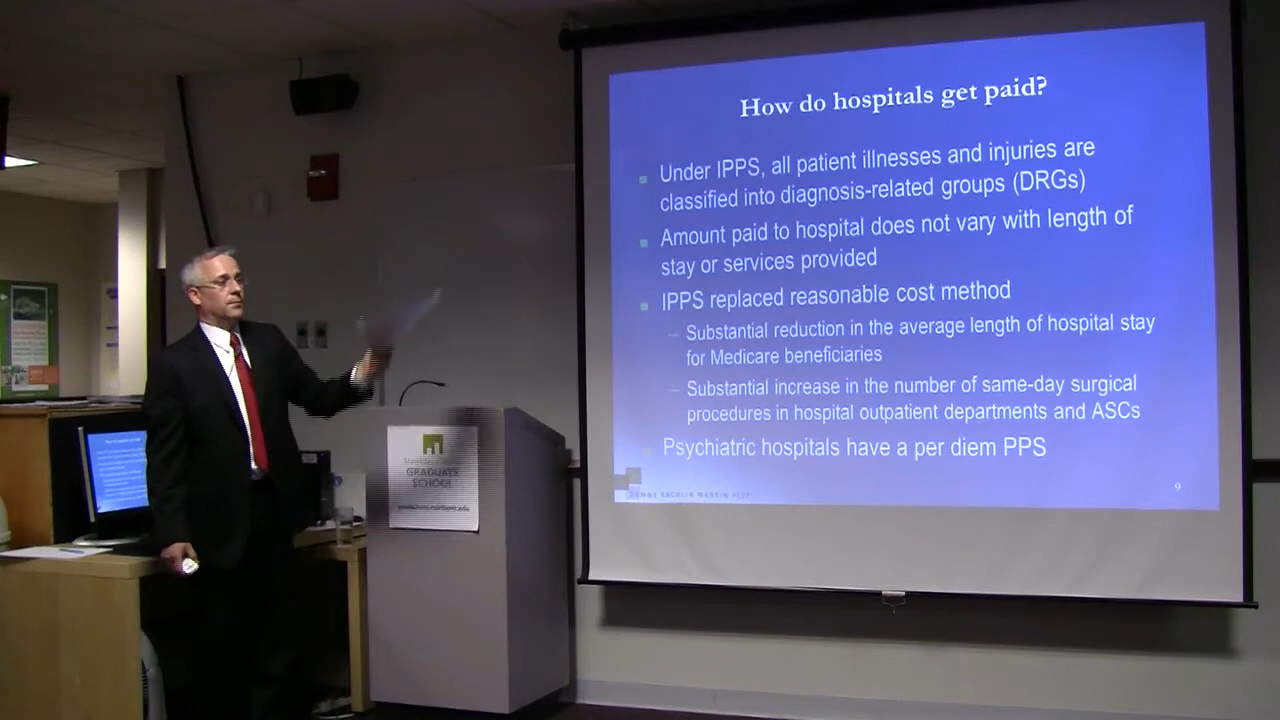 How do hospitals get paid?
Under IPPS, all patient illnesses and injuries are
classified into diagnosis-related groups (DRGs)
Amount paid to hospital does not vary with length of
stay or services provided
IPPS replaced reasonable cost method
– Substantial reduction in the average length of hospital stay
for Medicare beneficiaries
– Substantial increase in the number of same-day surgical
procedures in hospital outpatient departments and ASCs
Psychiatric hospitals have a per diem PPS
9
GRADUATE
SCHOOL